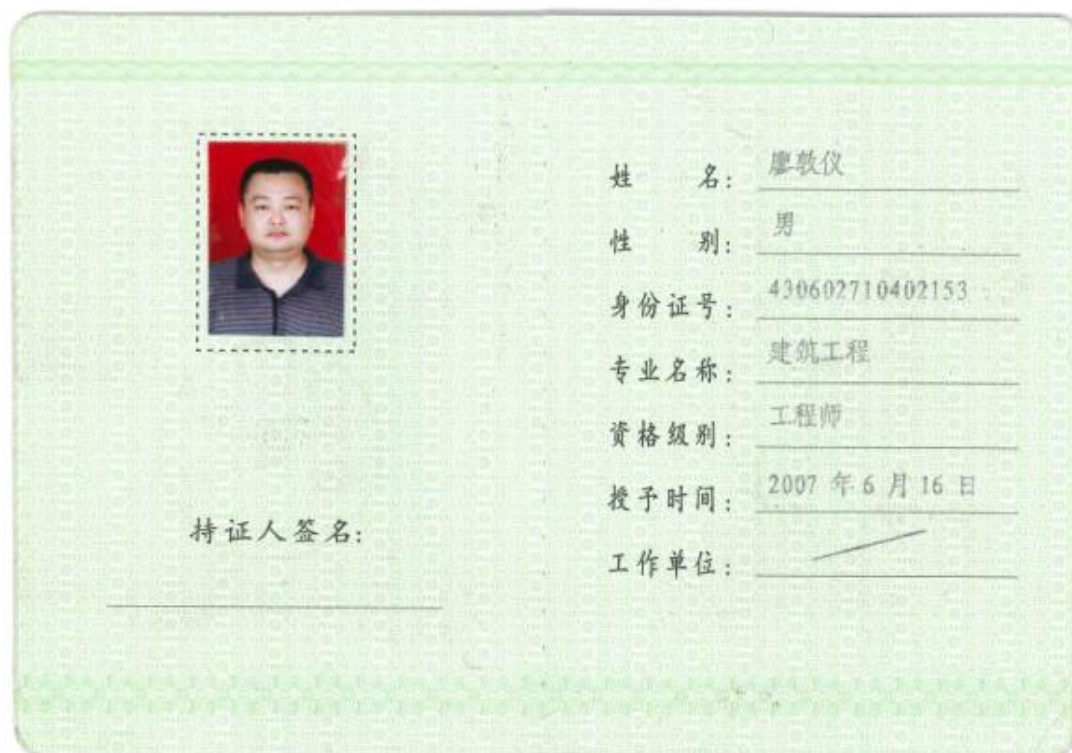 姓 名： 廖敦仪
性 别： 男
身份证号： 430602710402153
专业名称： 建筑工程
资格级别： 工程师
授予时间： 2007 年 6 月 16 日
工作单位：
持证人签名：